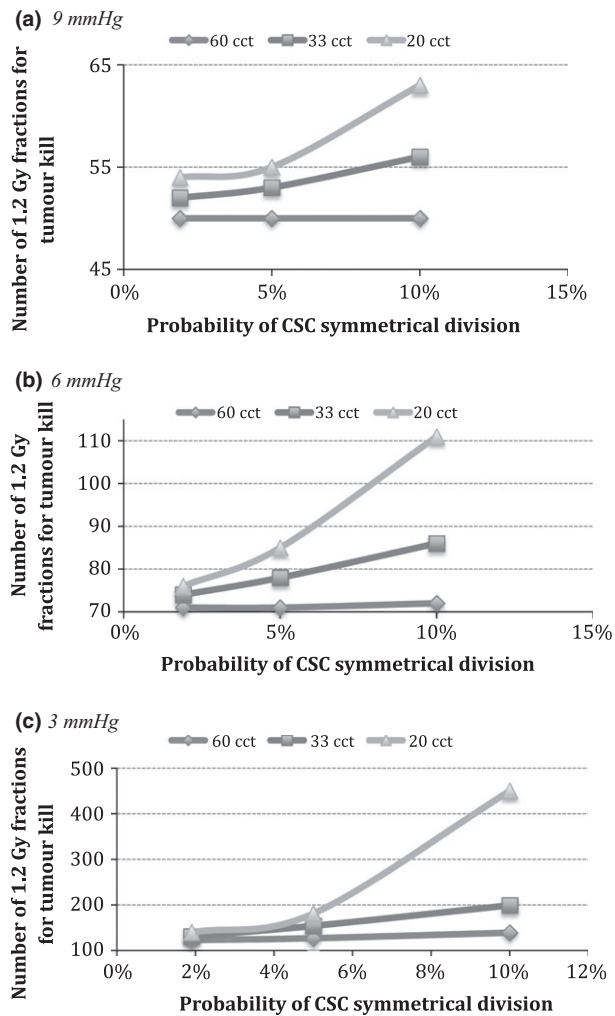 (a) 9 mmHg
60 cct 33 cct 20 cct
Number of 1.2 Gy fractions for
tumour kill
65
55
45
0% 5% 10% 15%
Probability of CSC symmetrical division
(b) 6 mmHg
60 cct 33 cct 20 cct
Number of 1.2 Gy
fractions for tumour kill
110
100
90
80
70
0% 5% 10% 15%
Probability of CSC symmetrical division
(c) 3 mmHg
60 cct 33 cct 20 cct
Number of 1.2 Gy fractions
for tumour kill
500
400
300
200
100
0% 2% 4% 6% 8% 10% 12%
Probability of CSC symmetrical division